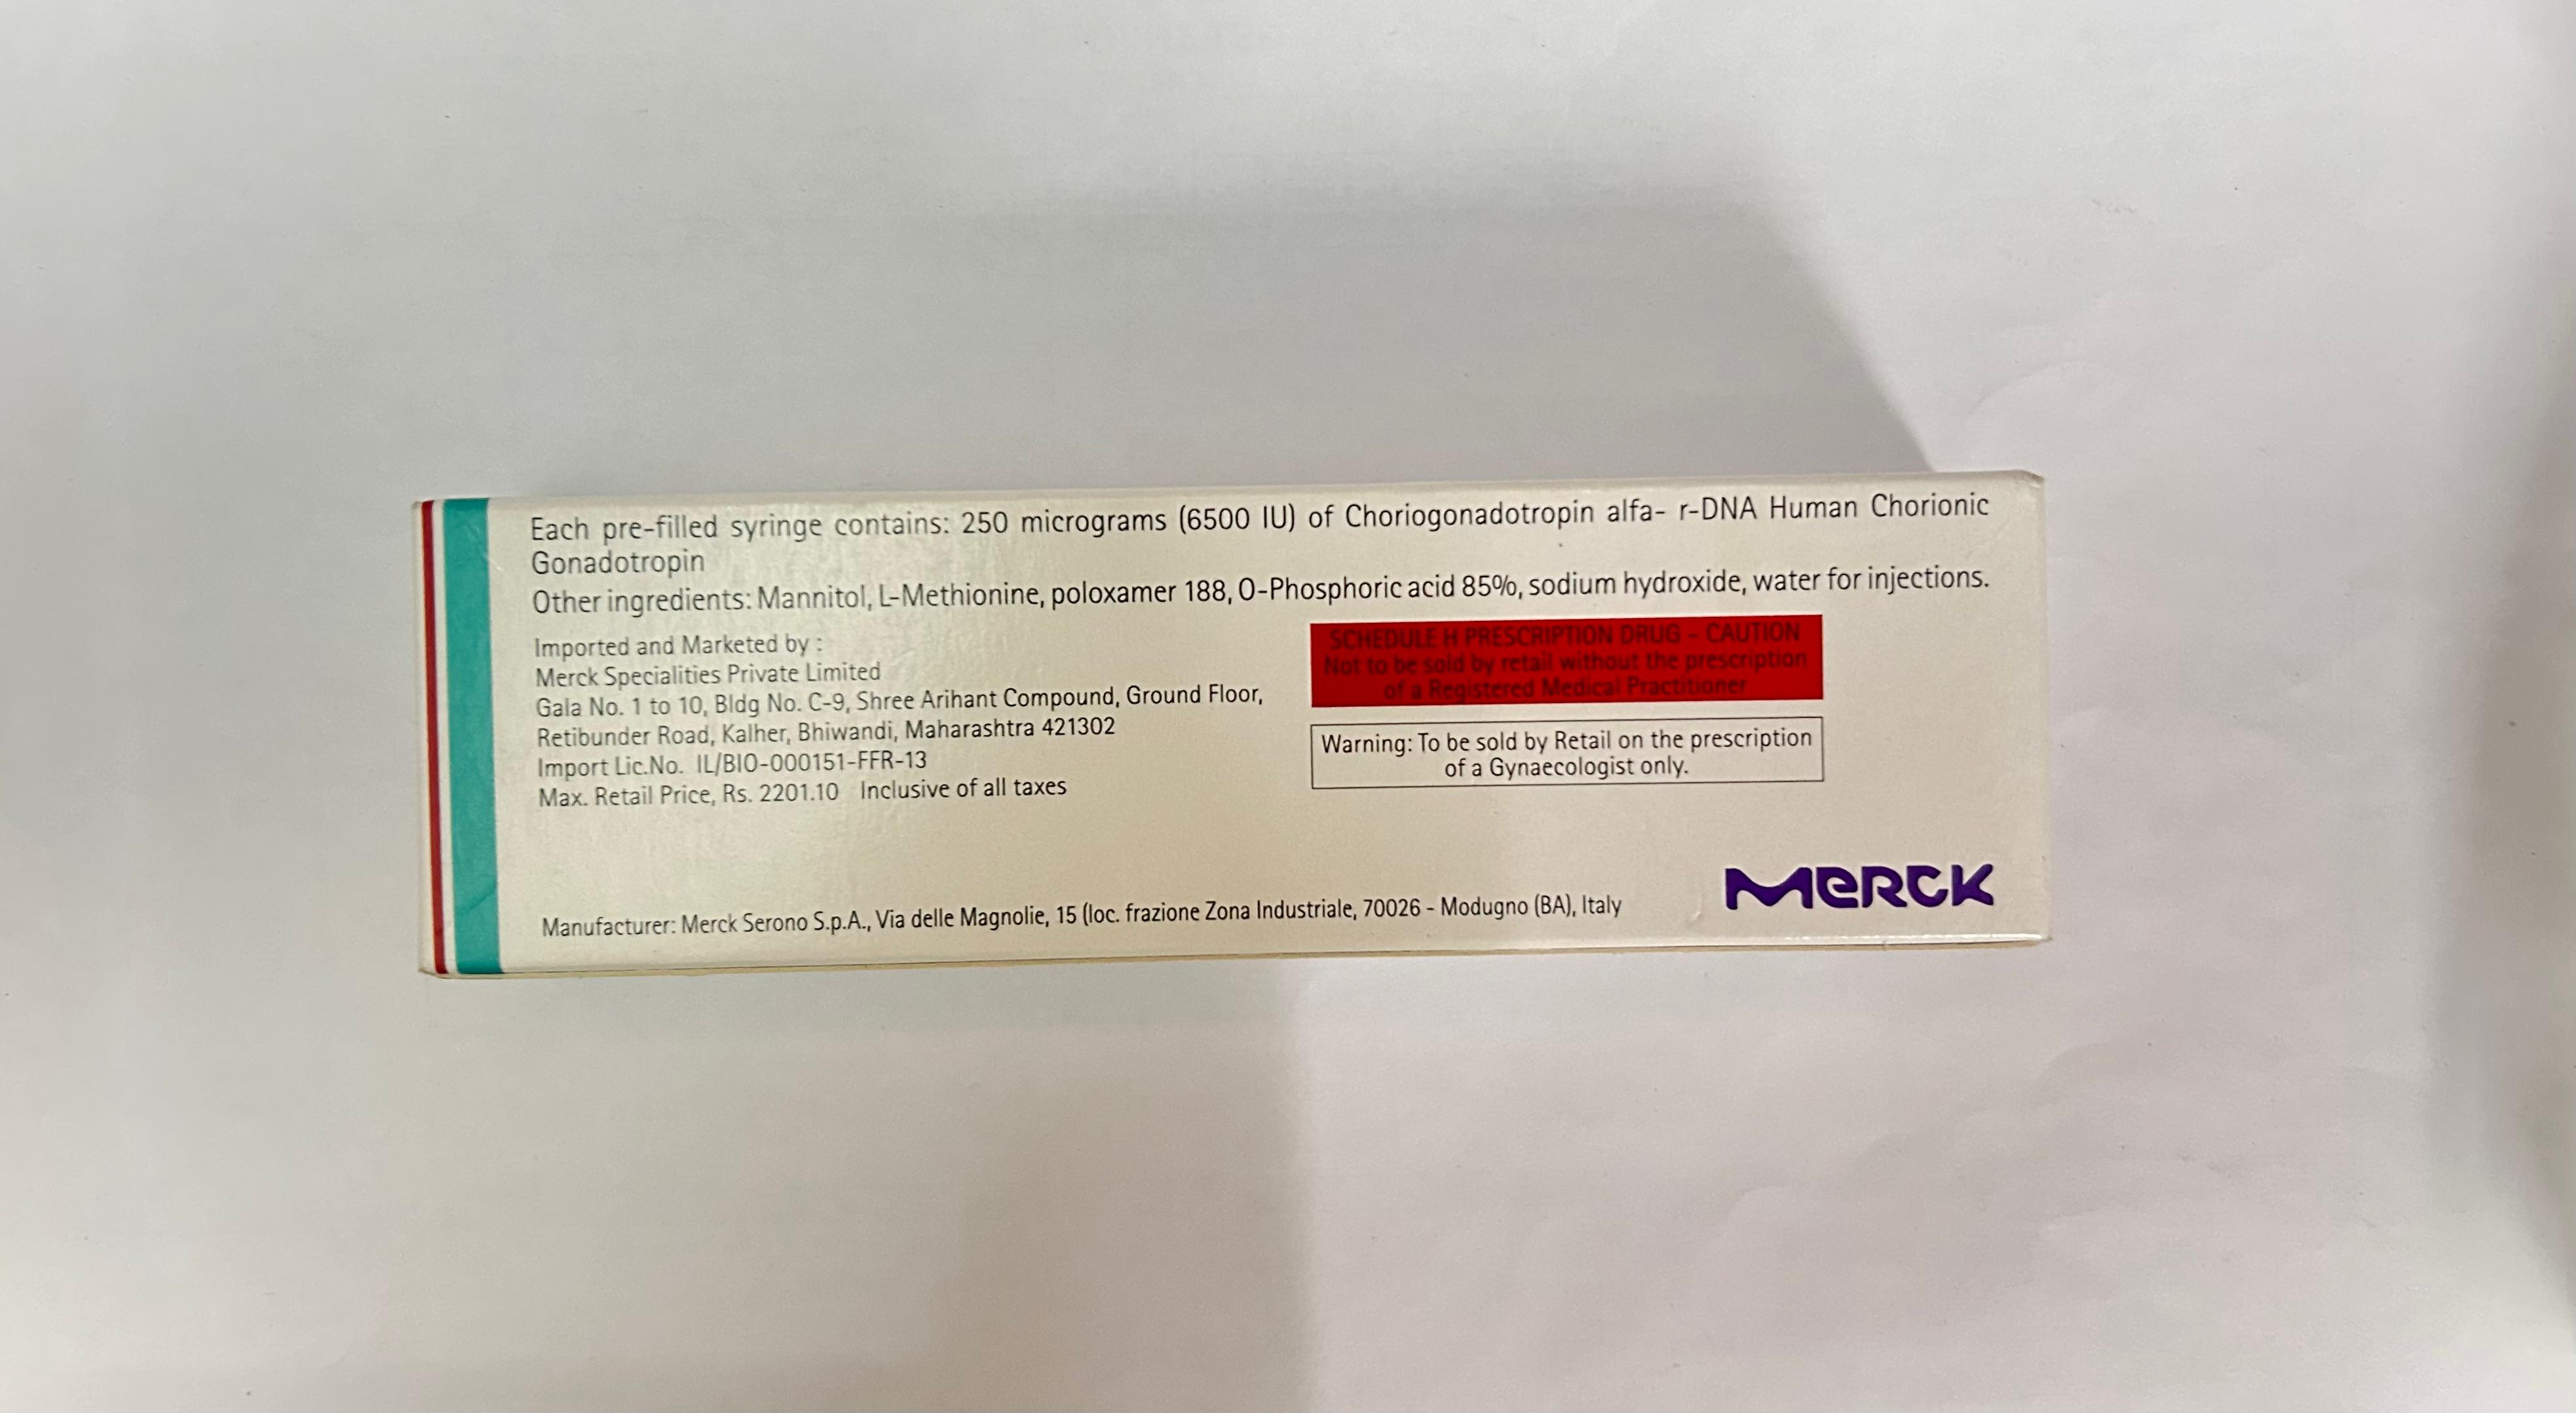 Each pre-filled syringe contains: 250 micrograms (6500 IU) of Choriogonadotropin alfa- r-DNA Human Chorionic
Gonadotropin
Other ingredients: Mannitol, L-Methionine, poloxamer 188, O-Phosphoric acid 85%, sodium hydroxide, water for injections.
Imported and Marketed by :
Merck Specialities Private Limited
Gala No. 1 to 10, Bldg No. C-9, Shree Arihant Compound, Ground Floor,
Retibunder Road, Kalher, Bhiwandi, Maharashtra 421302
Import Lic.No. IL/BIO-000151-FFR-13
Max. Retail Price, Rs. 2201.10 Inclusive of all taxes
SCHEDULE H PRESCRIPTION DRUG - CAUTION
Not to be sold by retail without the prescription
of a Registered Medical Practitioner
Warning: To be sold by Retail on the prescription
of a Gynaecologist only.
Manufacturer: Merck Serono S.p.A., Via delle Magnolie, 15 (loc. frazione Zona Industriale, 70026 - Modugno (BA), Italy
MERCK